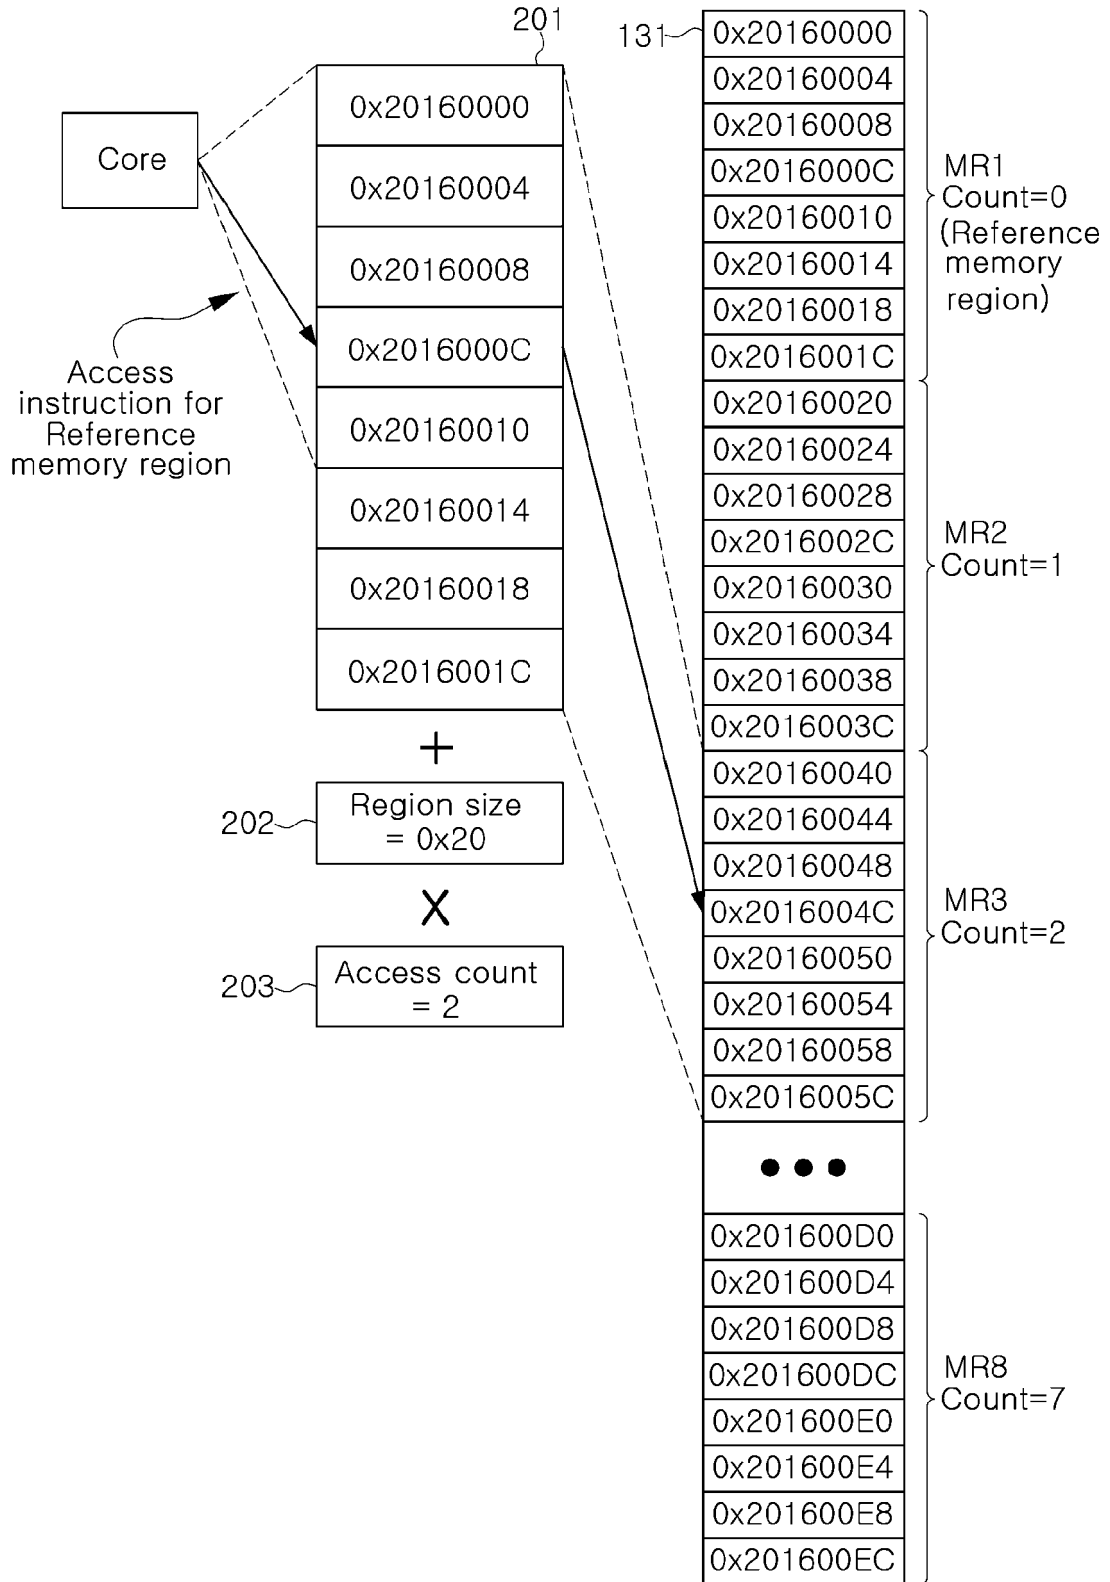 201
0x20160000
0x20160004
0x20160008
0x2016000C
0x20160010
0x20160014
0x20160018
0x2016001C
Core
Access
instruction for
Reference
memory region
+
202
Region size
= 0x20
X
203
Access count
= 2
131
0x20160000
0x20160004
0x20160008
0x2016000C
0x20160010
0x20160014
0x20160018
0x2016001C
MR1
Count=0
(Reference
memory
region)
0x20160020
0x20160024
0x20160028
0x2016002C
0x20160030
0x20160034
0x20160038
0x2016003C
MR2
Count=1
0x20160040
0x20160044
0x20160048
0x2016004C
0x20160050
0x20160054
0x20160058
0x2016005C
MR3
Count=2
•••
0x201600D0
0x201600D4
0x201600D8
0x201600DC
0x201600E0
0x201600E4
0x201600E8
0x201600EC
MR8
Count=7